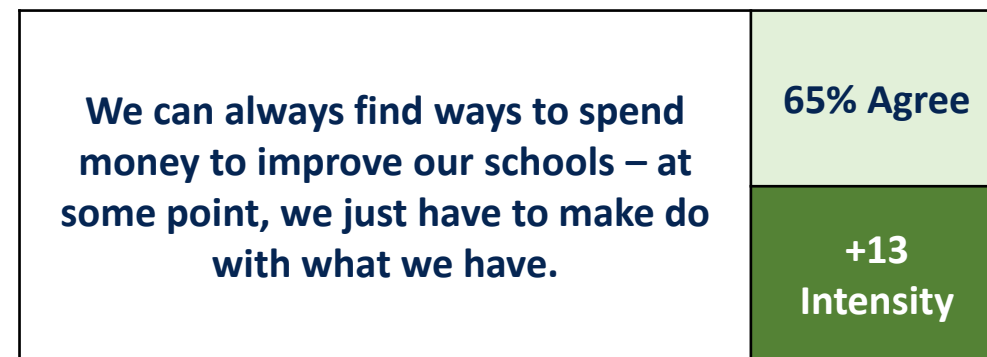 We can always find ways to spend
money to improve our schools – at
some point, we just have to make do
with what we have.
65% Agree
+13
Intensity